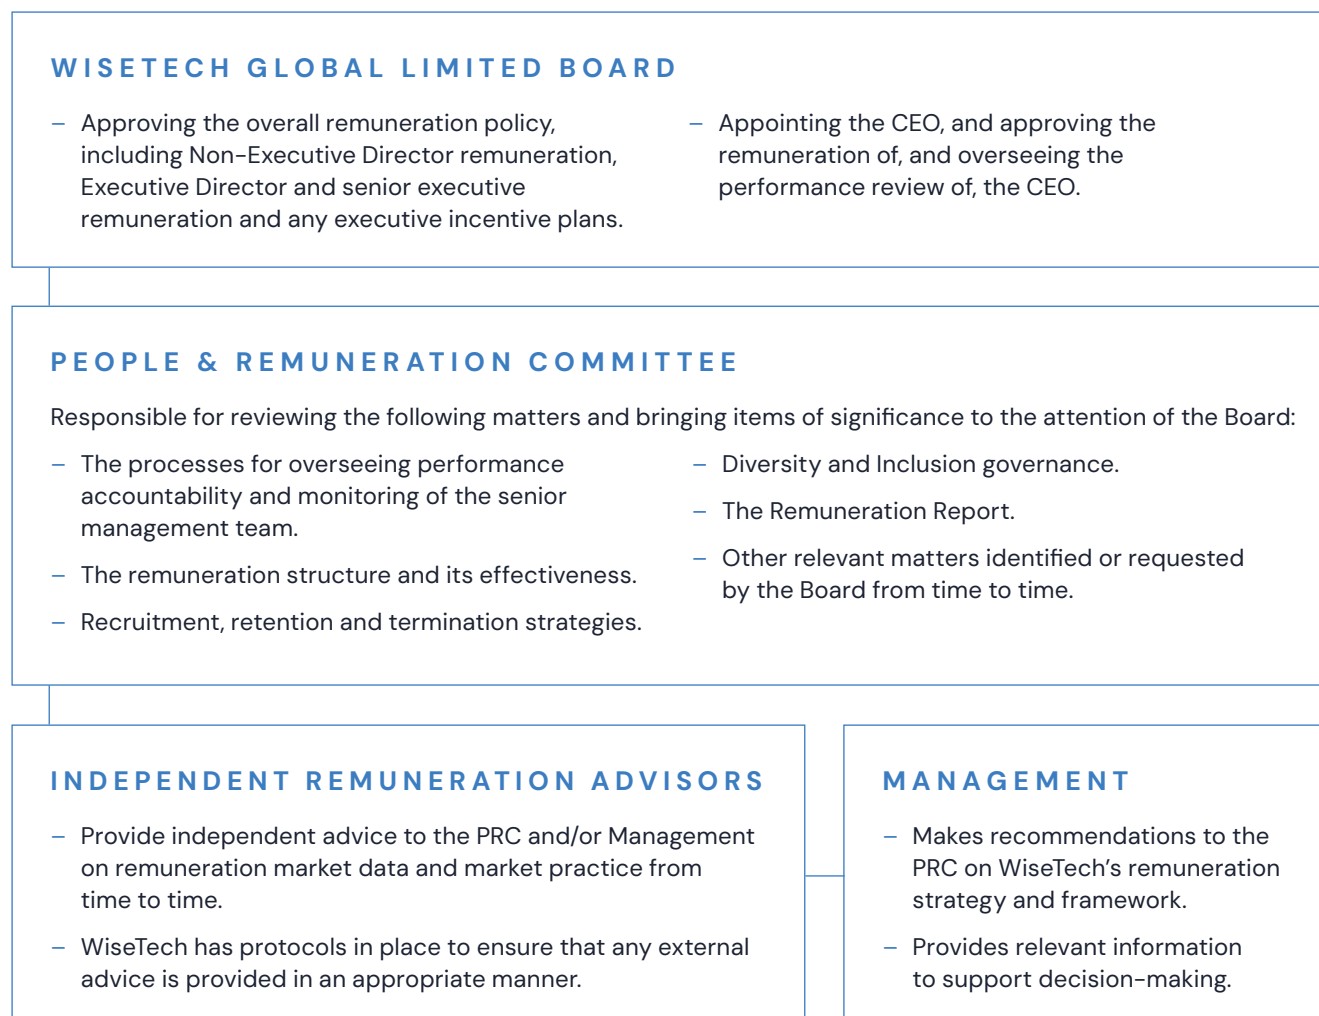 WISETECH GLOBAL LIMITED BOARD
– Approving the overall remuneration policy,
including Non-Executive Director remuneration,
Executive Director and senior executive
remuneration and any executive incentive plans.
– Appointing the CEO, and approving the
remuneration of, and overseeing the
performance review of, the CEO.
PEOPLE & REMUNERATION COMMITTEE
Responsible for reviewing the following matters and bringing items of significance to the attention of the Board:
– The processes for overseeing performance
accountability and monitoring of the senior
management team.
– The remuneration structure and its effectiveness.
– Recruitment, retention and termination strategies.
– Diversity and Inclusion governance.
– The Remuneration Report.
– Other relevant matters identified or requested
by the Board from time to time.
INDEPENDENT REMUNERATION ADVISORS
– Provide independent advice to the PRC and/or Management
on remuneration market data and market practice from
time to time.
– WiseTech has protocols in place to ensure that any external
advice is provided in an appropriate manner.
MANAGEMENT
– Makes recommendations to the
PRC on WiseTech’s remuneration
strategy and framework.
– Provides relevant information
to support decision-making.